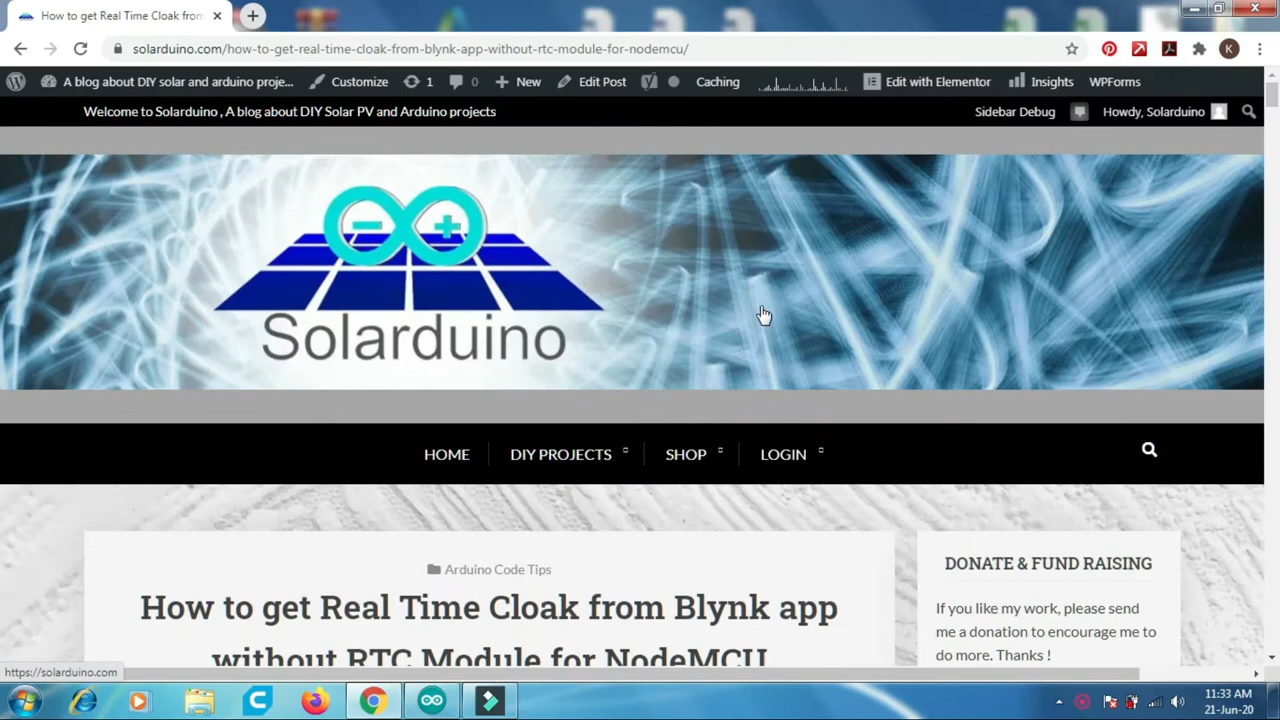 How to get Real Time Cloak from
solarduino.com/how-to-get-real-time-cloak-from-blynk-app-without-rtc-module-for-nodemcu/
K
A blog about DIY solar and arduino proje... Customize 1 0 New Edit Post Caching Edit with Elementor Insights WPForms
Welcome to Solarduino , A blog about DIY Solar PV and Arduino projects Sidebar Debug Howdy, Solarduino
Solarduino
HOME DIY PROJECTS SHOP LOGIN
Arduino Code Tips
How to get Real Time Cloak from Blynk app
without RTC Module for NodeMCU
DONATE & FUND RAISING
If you like my work, please send
me a donation to encourage me to
do more. Thanks !
https://solarduino.com
11:33 AM
21-Jun-20